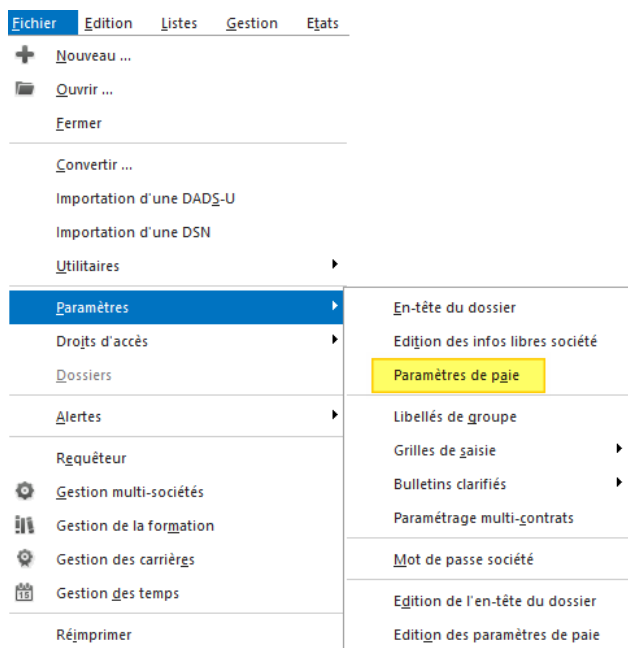 Fichier Edition Listes Gestion Etats
Nouveau ...
Ouvrir ...
Fermer
Convertir ...
Importation d'une DADS-U
Importation d'une DSN
Utilitaires
Paramètres
Droits d'accès
Dossiers
Alertes
Requêteur
Gestion multi-sociétés
Gestion de la formation
Gestion des carrières
15
Gestion des temps
Réimprimer
En-tête du dossier
Edition des infos libres société
Paramètres de paie
Libellés de groupe
Grilles de saisie
Bulletins clarifiés
Paramétrage multi-contrats
Mot de passe société
Edition de l'en-tête du dossier
Edition des paramètres de paie